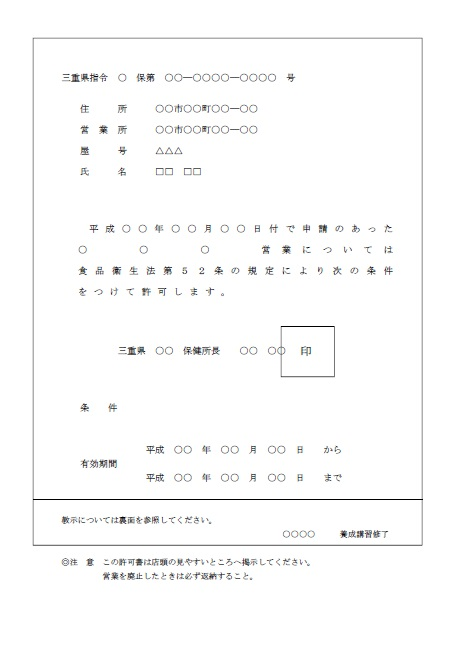 三重県指令　○　保第　○○―○○○○―○○○○　号
住　　　所　　　○○市○○町○○―○○
営　業　所　　　○○市○○町○○―○○
屋　　　号　　　△△△
氏　　　名　　　□□　□□
平成○○年○○月○○日付で申請のあった
○　　　○　　　○　　　営業については
食品衛生法第５２条の規定により次の条件
をつけて許可します。
三重県　○○　保健所長　　○○　○○　印
条　　件
平成　○○　年　○○　月　○○　日　　から
有効期間
平成　○○　年　○○　月　○○　日　　まで
教示については裏面を参照してください。
○○○○　　　養成講習修了
◎注　意　この許可書は店頭の見やすいところへ掲示してください。
営業を廃止したときは必ず返納すること。